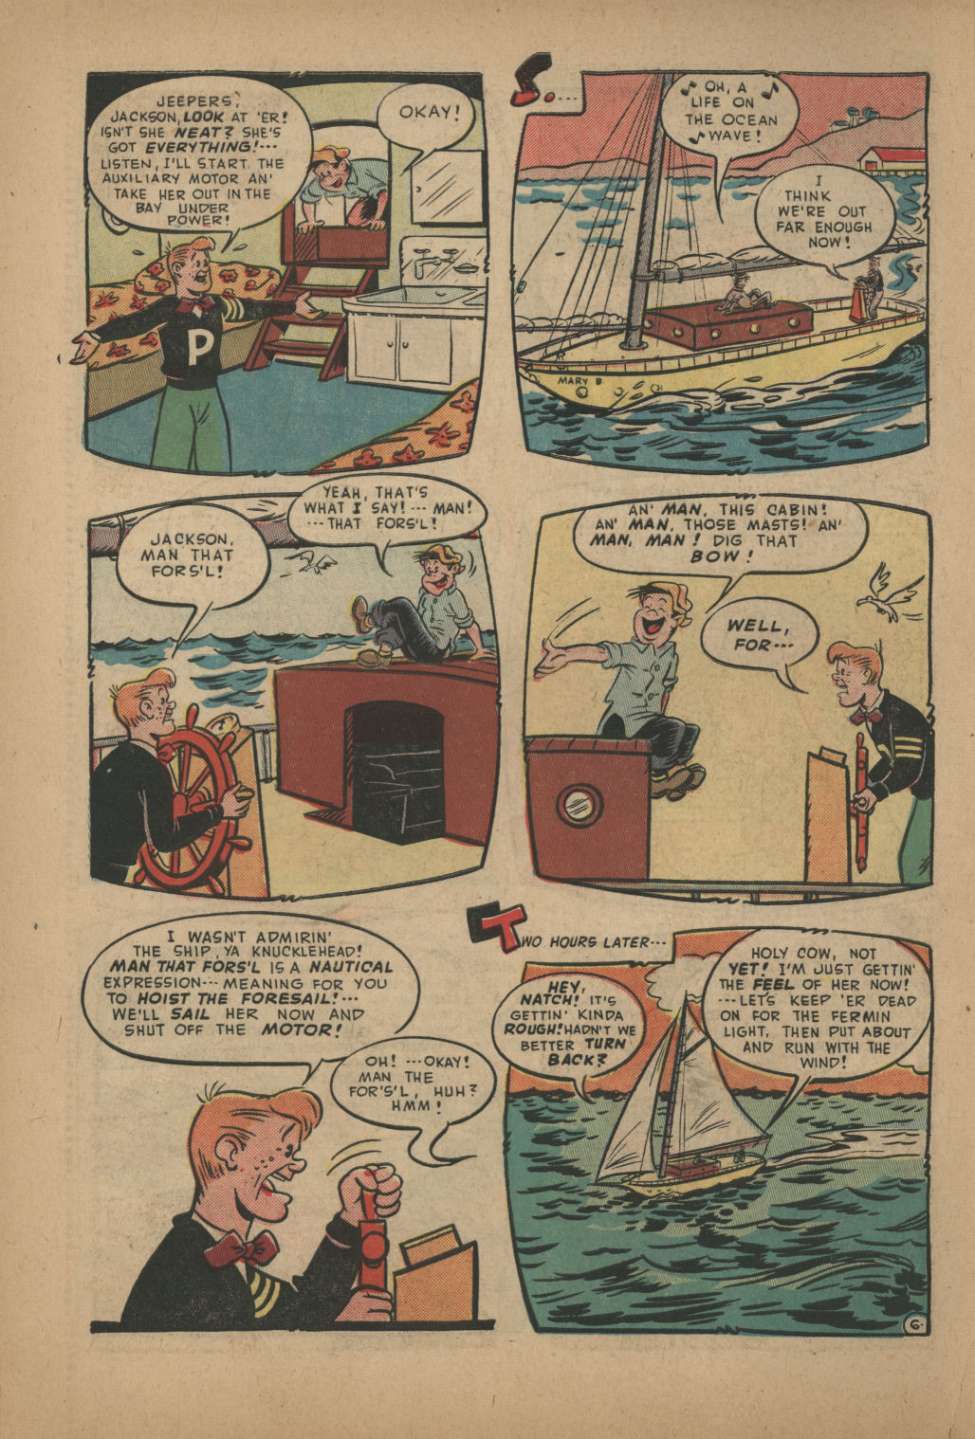 JEEPERS,
JACKSON, LOOK AT 'ER!
ISN'T SHE NEAT? SHE'S
GOT EVERYTHING!---
LISTEN, I'LL START THE
AUXILIARY MOTOR AN'
TAKE HER OUT IN THE
BAY UNDER
POWER!
OKAY!
P
S....
OH, A
LIFE ON
THE OCEAN
WAVE!
I
THINK
WE'RE OUT
FAR ENOUGH
NOW!
MARY B
JACKSON,
MAN THAT
FORS'L!
YEAH, THAT'S
WHAT I SAY!--- MAN!
---THAT FORS'L!
AN' MAN, THIS CABIN!
AN' MAN, THOSE MASTS! AN'
MAN, MAN! DIG THAT
BOW!
WELL,
FOR---
I WASN'T ADMIRIN'
THE SHIP, YA KNUCKLEHEAD!
MAN THAT FORS'L IS A NAUTICAL
EXPRESSION--- MEANING FOR YOU
TO HOIST THE FORESAIL!---
WE'LL SAIL HER NOW AND
SHUT OFF THE MOTOR!
OH! ---OKAY!
MAN THE
FOR'S'L, HUH?
HMM!
TWO HOURS LATER---
HEY,
NATCH! IT'S
GETTIN' KINDA
ROUGH! HADN'T WE
BETTER TURN
BACK?
HOLY COW, NOT
YET! I'M JUST GETTIN'
THE FEEL OF HER NOW!
---LET'S KEEP 'ER DEAD
ON FOR THE FERMIN
LIGHT, THEN PUT ABOUT
AND RUN WITH THE
WIND!
6.